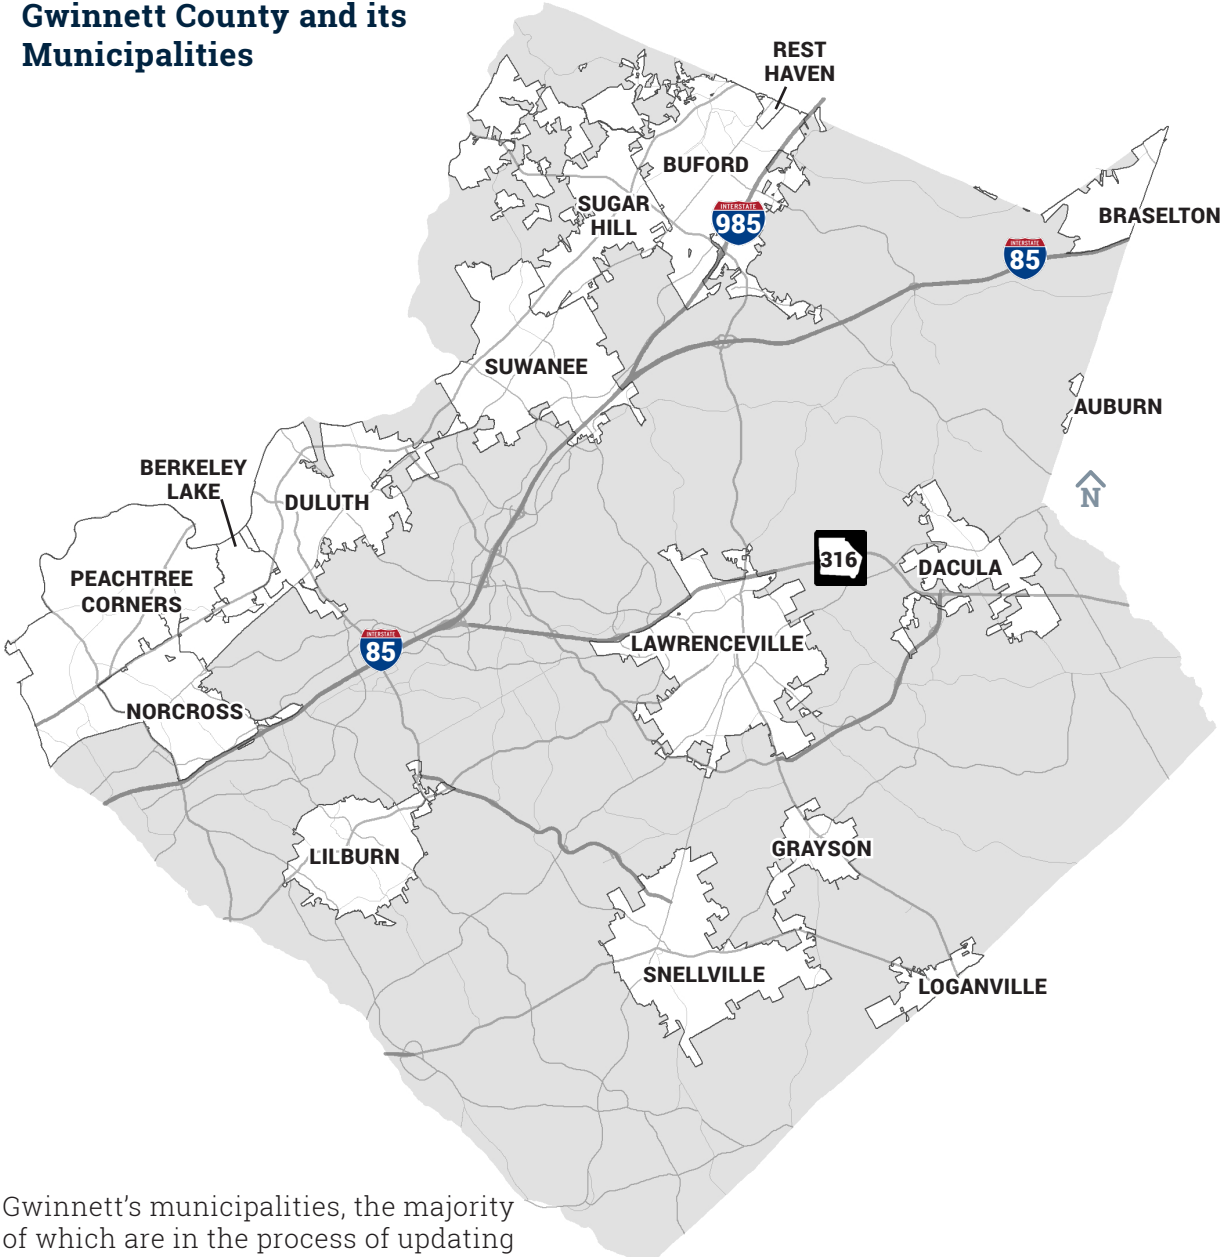 Gwinnett County and its
Municipalities
REST
HAVEN
BUFORD
SUGAR
HILL
INTERSTATE
985
BRASELTON
INTERSTATE
85
SUWANEE
AUBURN
BERKELEY
LAKE
DULUTH
N
316
DACULA
PEACHTREE
CORNERS
INTERSTATE
85
LAWRENCEVILLE
NORCROSS
LILBURN
GRAYSON
SNELLVILLE
LOGANVILLE
Gwinnett’s municipalities, the majority
of which are in the process of updating